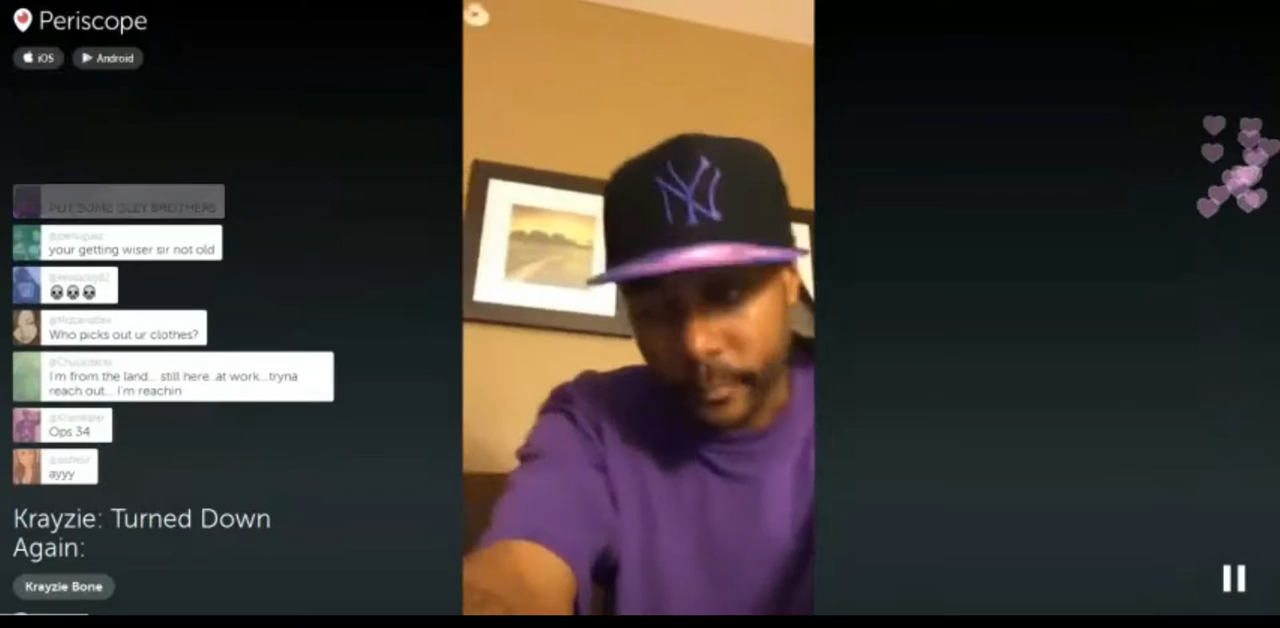 Periscope
iOS
Android
PUT SOME ISLEY BROTHERS
your getting wiser sir not old
Who picks out ur clothes?
I'm from the land... still here..at work...tryna
reach out... I'm reachin
Ops 34
ayyy
Krayzie: Turned Down
Again:
Krayzie Bone
NY